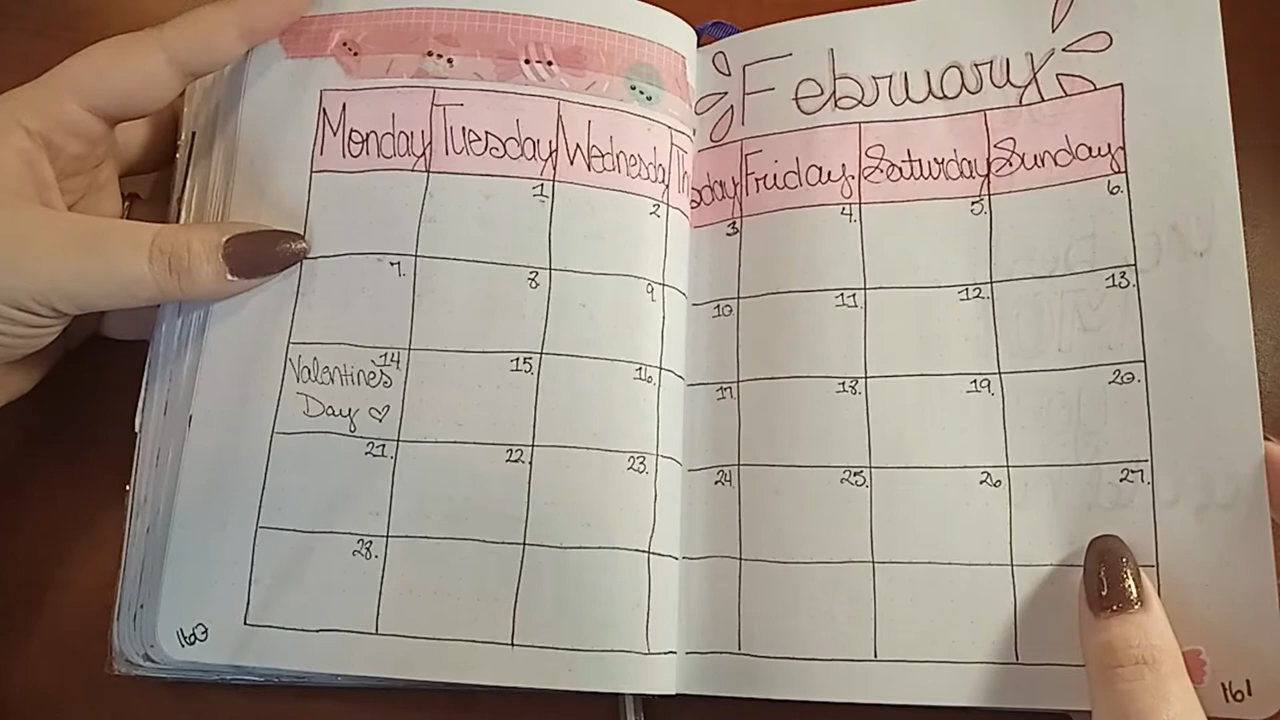 February
Monday Tuesday Wednesday Thsday Friday Saturday Sunday
1. 2 3 4. 5. 6.
7. 8 9. 10 11. 12. 13.
Valentines 14 15. 16. 17. 18. 19. 20.
Day ♡
21. 22. 23. 24. 25. 26 27.
28.
160 161